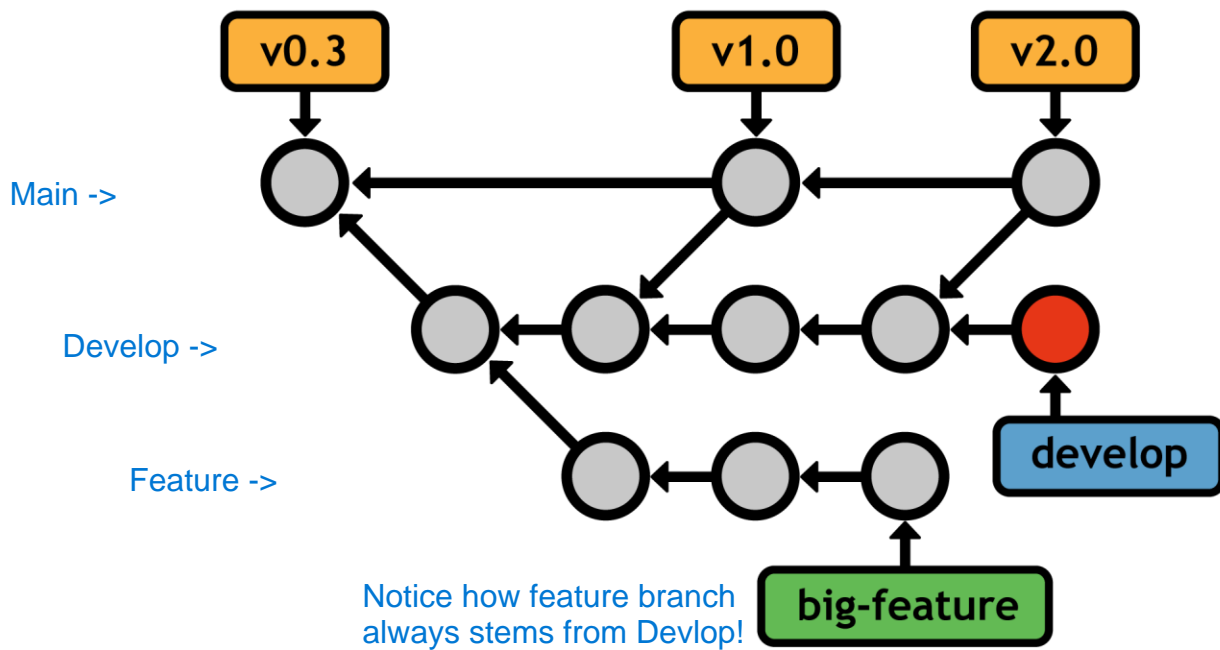 v0.3
v1.0
v2.0
Main ->
Develop ->
develop
Feature ->
Notice how feature branch
always stems from Devlop!
big-feature